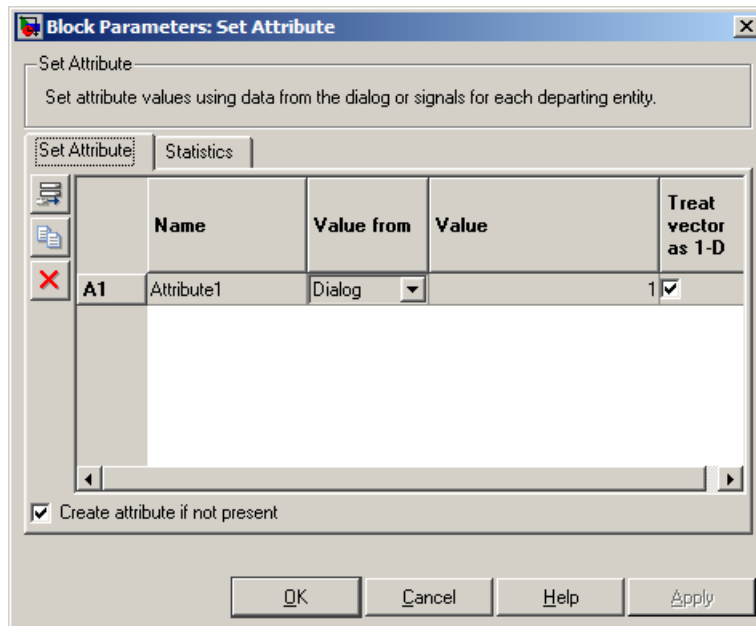 Block Parameters: Set Attribute
Set Attribute
Set attribute values using data from the dialog or signals for each departing entity.
Set Attribute Statistics
Name Value from Value Treat vector as 1-D
A1 Attribute1 Dialog 1
Create attribute if not present
OK Cancel Help Apply